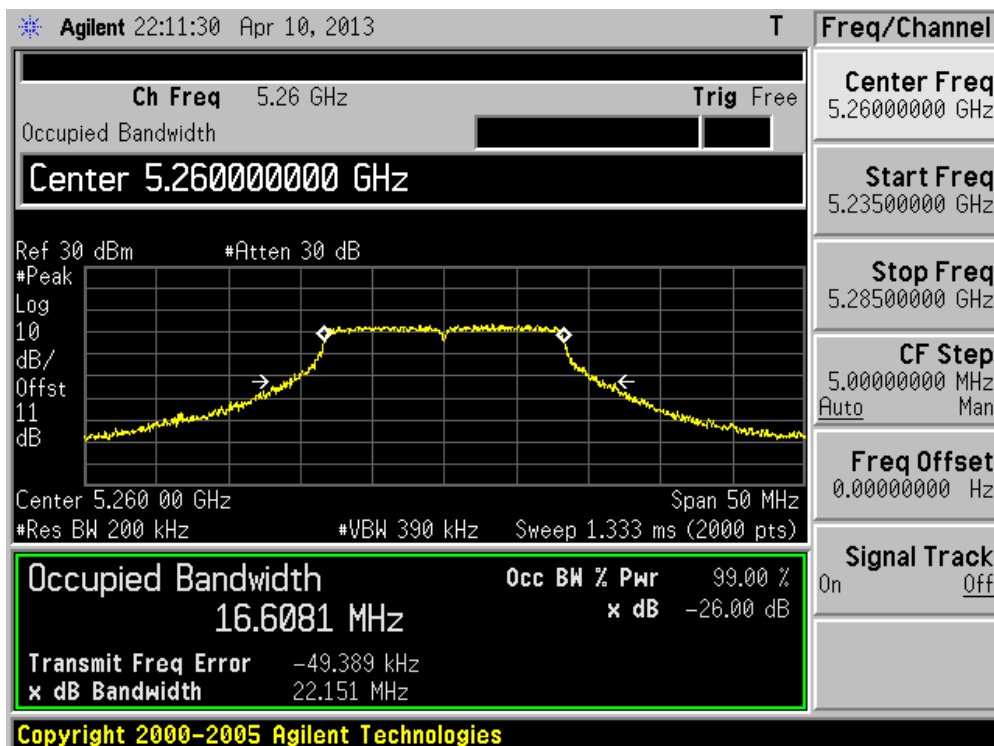 Agilent 22:11:30 Apr 10, 2013 T
Ch Freq 5.26 GHz Trig Free
Occupied Bandwidth
Center 5.260000000 GHz
Ref 30 dBm #Atten 30 dB
#Peak
Log
10
dB/
Offst
11
dB
Center 5.260 00 GHz Span 50 MHz
#Res BW 200 kHz #VBW 390 kHz Sweep 1.333 ms (2000 pts)
Occupied Bandwidth Occ BW % Pwr 99.00 %
16.6081 MHz x dB -26.00 dB
Transmit Freq Error -49.389 kHz
x dB Bandwidth 22.151 MHz
Copyright 2000-2005 Agilent Technologies
Freq/Channel
Center Freq
5.26000000 GHz
Start Freq
5.23500000 GHz
Stop Freq
5.28500000 GHz
CF Step
5.00000000 MHz
Auto Man
Freq Offset
0.00000000 Hz
Signal Track
On Off